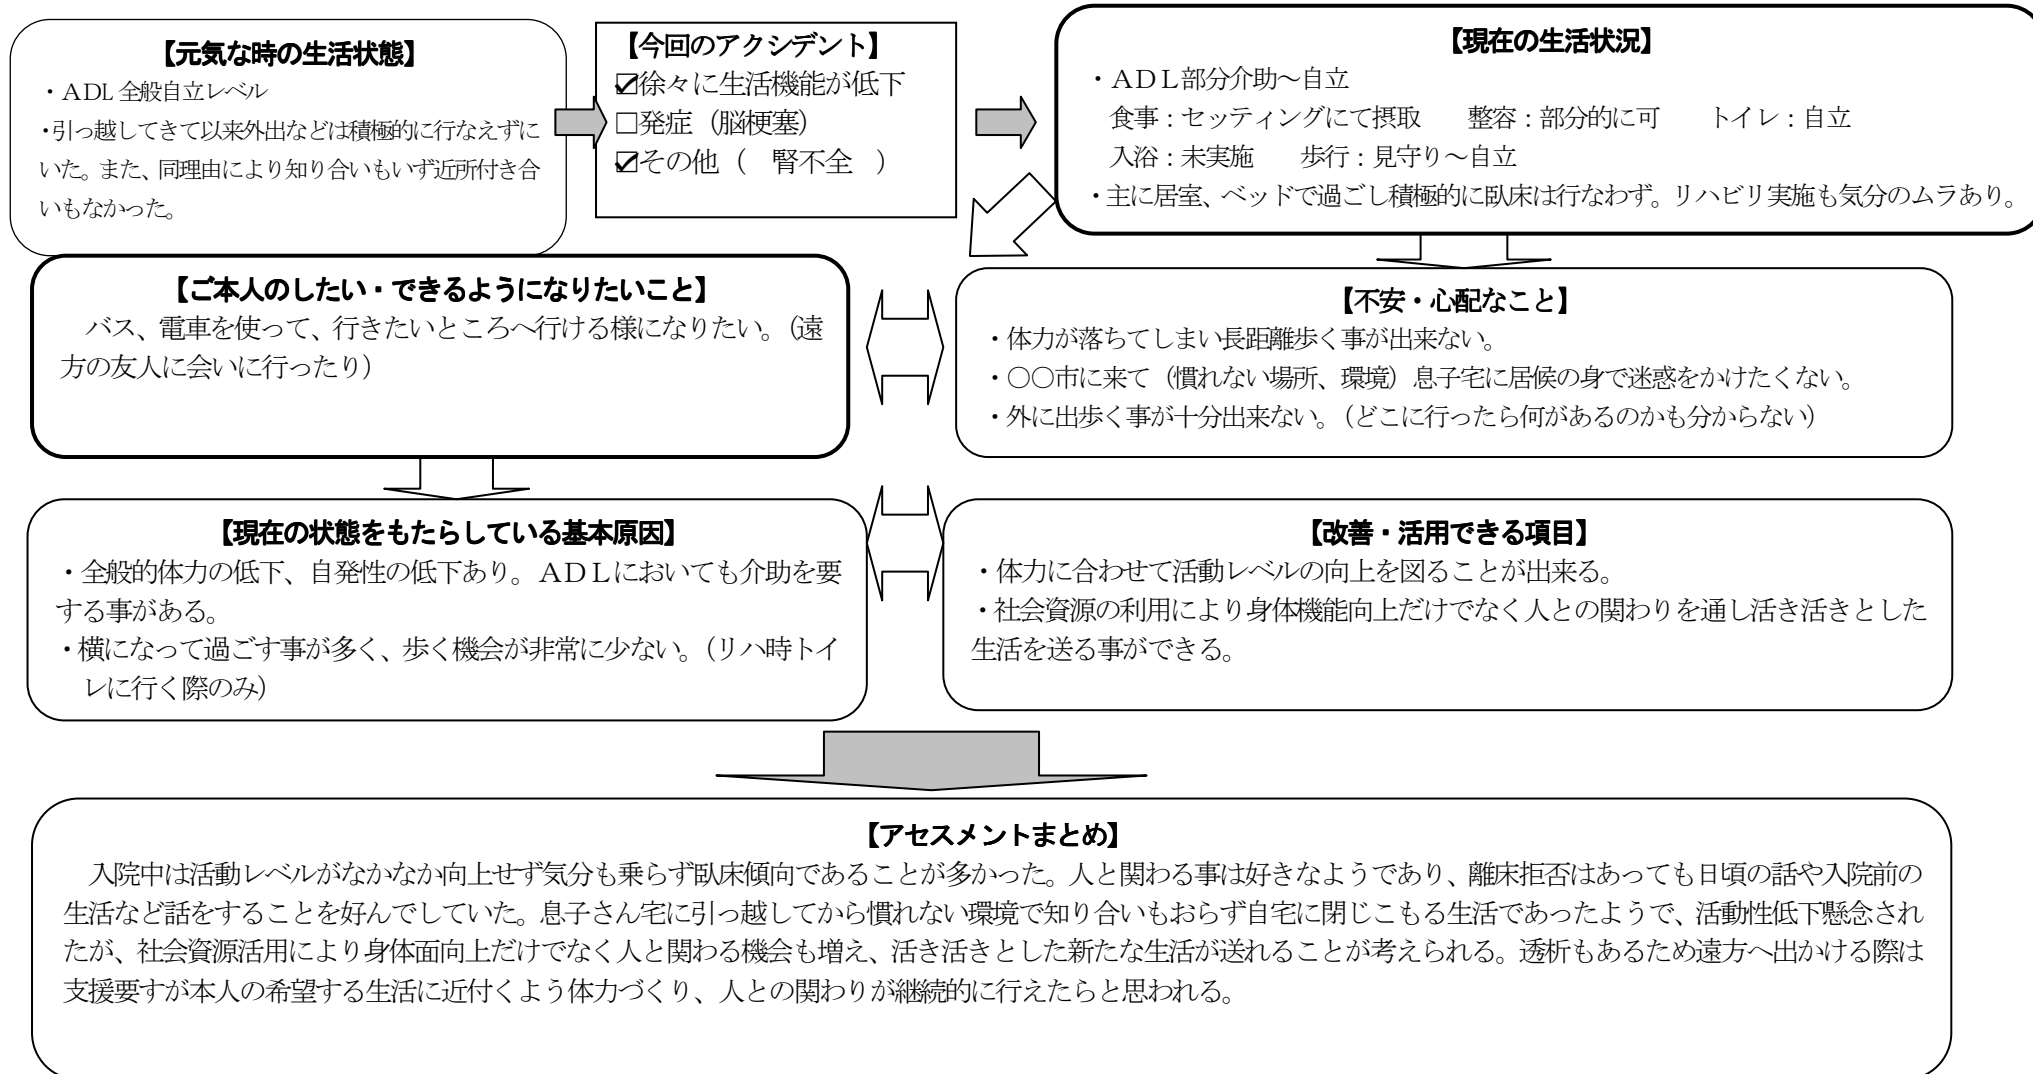 【元気な時の生活状態】
・ADL 全般自立レベル
・引っ越してきて以来外出などは積極的に行なえずに
いた。また、同理由により知り合いもいず近所付き合
いもなかった。
【今回のアクシデント】
☑徐々に生活機能が低下
□発症（脳梗塞）
☑その他（　腎不全　）
【現在の生活状況】
・ＡＤＬ部分介助～自立
食事：セッティングにて摂取　　整容：部分的に可　　トイレ：自立
入浴：未実施　　歩行：見守り～自立
・主に居室、ベッドで過ごし積極的に臥床は行なわず。リハビリ実施も気分のムラあり。
【ご本人のしたい・できるようになりたいこと】
バス、電車を使って、行きたいところへ行ける様になりたい。（遠
方の友人に会いに行ったり）
【不安・心配なこと】
・体力が落ちてしまい長距離歩く事が出来ない。
・〇〇市に来て（慣れない場所、環境）息子宅に居候の身で迷惑をかけたくない。
・外に出歩く事が十分出来ない。（どこに行ったら何があるのかも分からない）
【現在の状態をもたらしている基本原因】
・全般的体力の低下、自発性の低下あり。ＡＤＬにおいても介助を要
する事がある。
・横になって過ごす事が多く、歩く機会が非常に少ない。（リハ時トイ
レに行く際のみ）
【改善・活用できる項目】
・体力に合わせて活動レベルの向上を図ることが出来る。
・社会資源の利用により身体機能向上だけでなく人との関わりを通し活き活きとした
生活を送る事ができる。
【アセスメントまとめ】
入院中は活動レベルがなかなか向上せず気分も乗らず臥床傾向であることが多かった。人と関わる事は好きなようであり、離床拒否はあっても日頃の話や入院前の
生活など話をすることを好んでしていた。息子さん宅に引っ越してから慣れない環境で知り合いもおらず自宅に閉じこもる生活であったようで、活動性低下懸念され
たが、社会資源活用により身体面向上だけでなく人と関わる機会も増え、活き活きとした新たな生活が送れることが考えられる。透析もあるため遠方へ出かける際は
支援要すが本人の希望する生活に近付くよう体力づくり、人との関わりが継続的に行えたらと思われる。